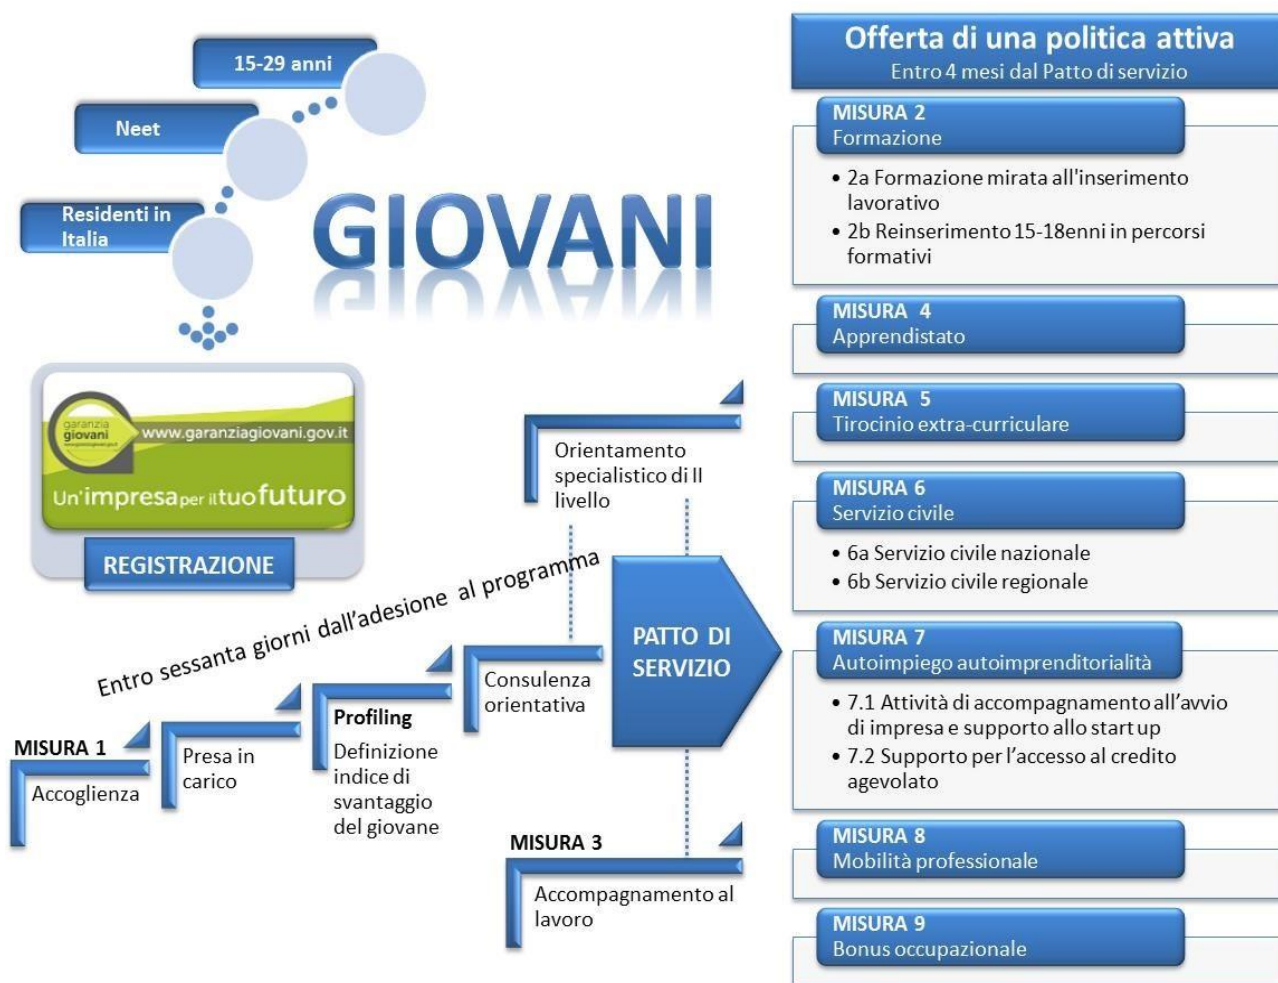 15-29 anni
Neet
Residenti in
Italia
GIOVANI
garanzia
giovani
www.garanziagiovani.gov.it
Un'impresa per il tuo futuro
REGISTRAZIONE
Entro sessanta giorni dall'adesione al programma
MISURA 1
Accoglienza
Presa in
carico
Profiling
Definizione
indice di
svantaggio
del giovane
Consulenza
orientativa
Orientamento
specialistico di II
livello
PATTO DI
SERVIZIO
MISURA 3
Accompagnamento al
lavoro
Offerta di una politica attiva
Entro 4 mesi dal Patto di servizio
MISURA 2
Formazione
• 2a Formazione mirata all'inserimento
lavorativo
• 2b Reinserimento 15-18enni in percorsi
formativi
MISURA 4
Apprendistato
MISURA 5
Tirocinio extra-curriculare
MISURA 6
Servizio civile
• 6a Servizio civile nazionale
• 6b Servizio civile regionale
MISURA 7
Autoimpiego autoimprenditorialità
• 7.1 Attività di accompagnamento all'avvio
di impresa e supporto allo start up
• 7.2 Supporto per l'accesso al credito
agevolato
MISURA 8
Mobilità professionale
MISURA 9
Bonus occupazionale